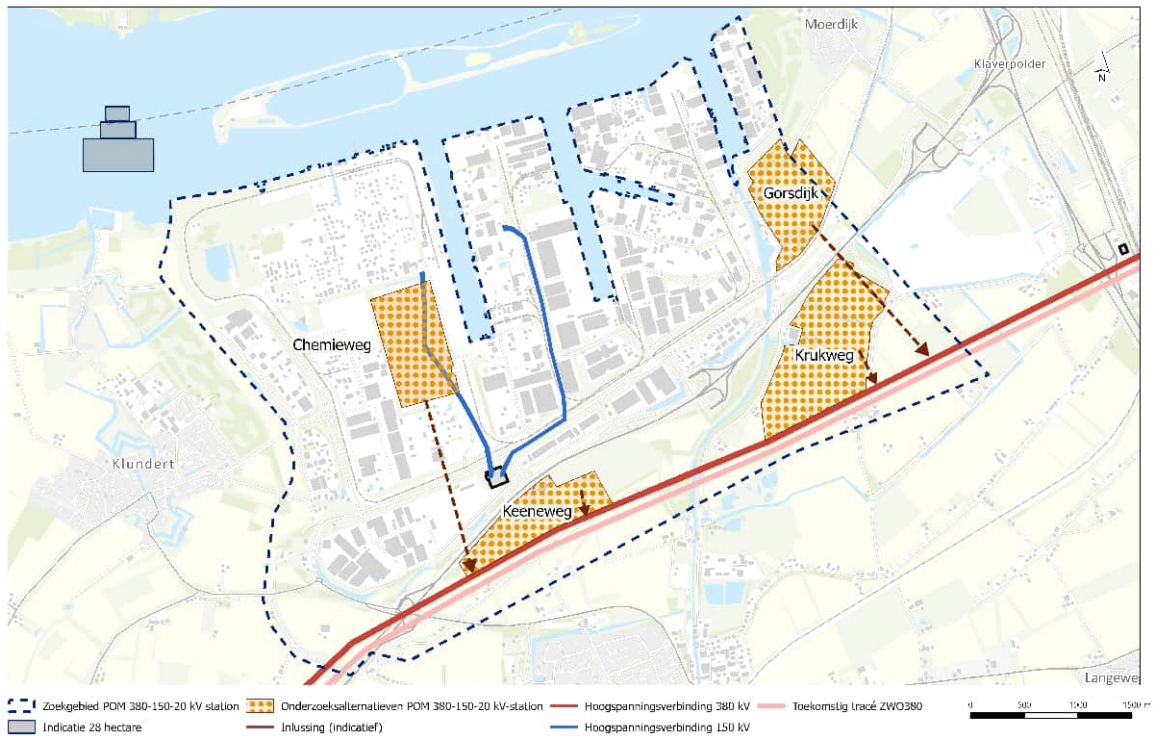 Moerdijk
Klaverpolder
N
Gorsdijk
Chemieweg
Krukweg
Klundert
Keeneweg
Langewe
Zoekgebied POM 380-150-20 kV station
Onderzoeksalternatieven POM 380-150-20 kV-station
Hoogspanningsverbinding 380 kV
Toekomstig tracé ZWO380
Indicatie 28 hectare
Inlussing (indicatief)
Hoogspanningsverbinding 150 kV
0 500 1000 1500 m